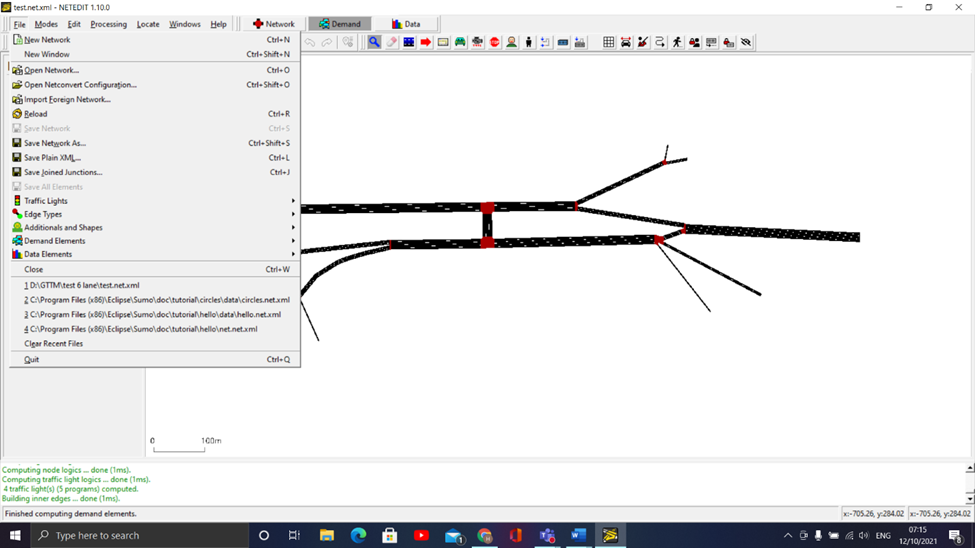 test.net.xml - NETEDIT 1.10.0
File Modes Edit Processing Locate Windows Help Network Demand Data
New Network Ctrl+N
New Window Ctrl+Shift+N
Open Network... Ctrl+O
Open Netconvert Configuration... Ctrl+Shift+O
Import Foreign Network...
Reload Ctrl+R
Save Network Ctrl+S
Save Network As... Ctrl+Shift+S
Save Plain XML... Ctrl+L
Save Joined Junctions... Ctrl+J
Save All Elements
Traffic Lights
Edge Types
Additionals and Shapes
Demand Elements
Data Elements
Close Ctrl+W
1 D:\GTTM\test 6 lane\test.net.xml
2 C:\Program Files (x86)\Eclipse\Sumo\doc\tutorial\circles\data\circles.net.xml
3 C:\Program Files (x86)\Eclipse\Sumo\doc\tutorial\hello\data\hello.net.xml
4 C:\Program Files (x86)\Eclipse\Sumo\doc\tutorial\hello\net.net.xml
Clear Recent Files
Quit Ctrl+Q
0 100m
Computing node logics ... done (1ms).
Computing traffic light logics ... done (1ms).
4 traffic light(s) (5 programs) computed.
Building inner edges ... done (1ms).
Finished computing demand elements. x:-705.26, y:284.02 x:-705.26, y:284.02
Type here to search
ENG
07:15
12/10/2021